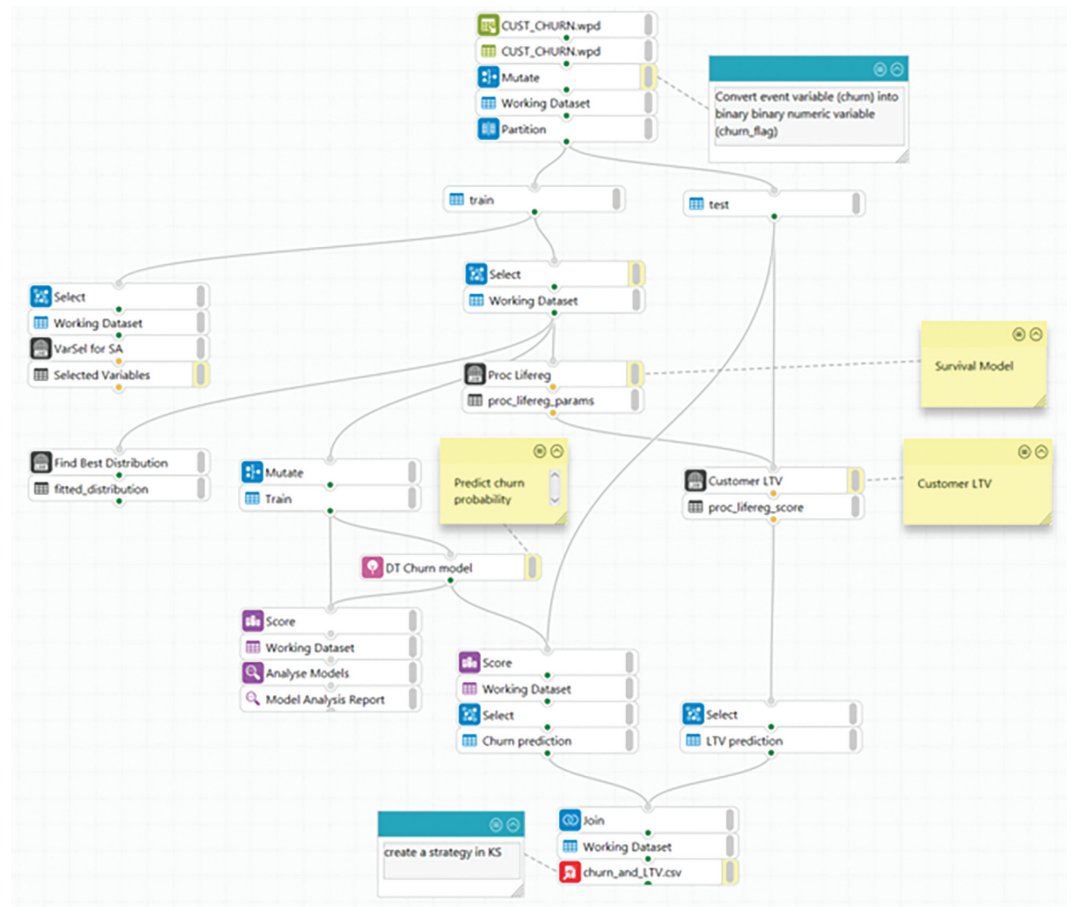 CUST_CHURN.wpd
CUST_CHURN.wpd
Mutate
Working Dataset
Partition
Convert event variable (churn) into
binary binary numeric variable
(churn_flag)
train
test
Select
Working Dataset
VarSel for SA
Selected Variables
Select
Working Dataset
Proc Lifereg
proc_lifereg_params
Survival Model
Find Best Distribution
fitted_distribution
Mutate
Train
Predict churn
probability
Customer LTV
proc_lifereg_score
Customer LTV
DT Churn model
Score
Working Dataset
Analyse Models
Model Analysis Report
Score
Working Dataset
Select
Churn prediction
Select
LTV prediction
create a strategy in KS
Join
Working Dataset
churn_and_LTV.csv